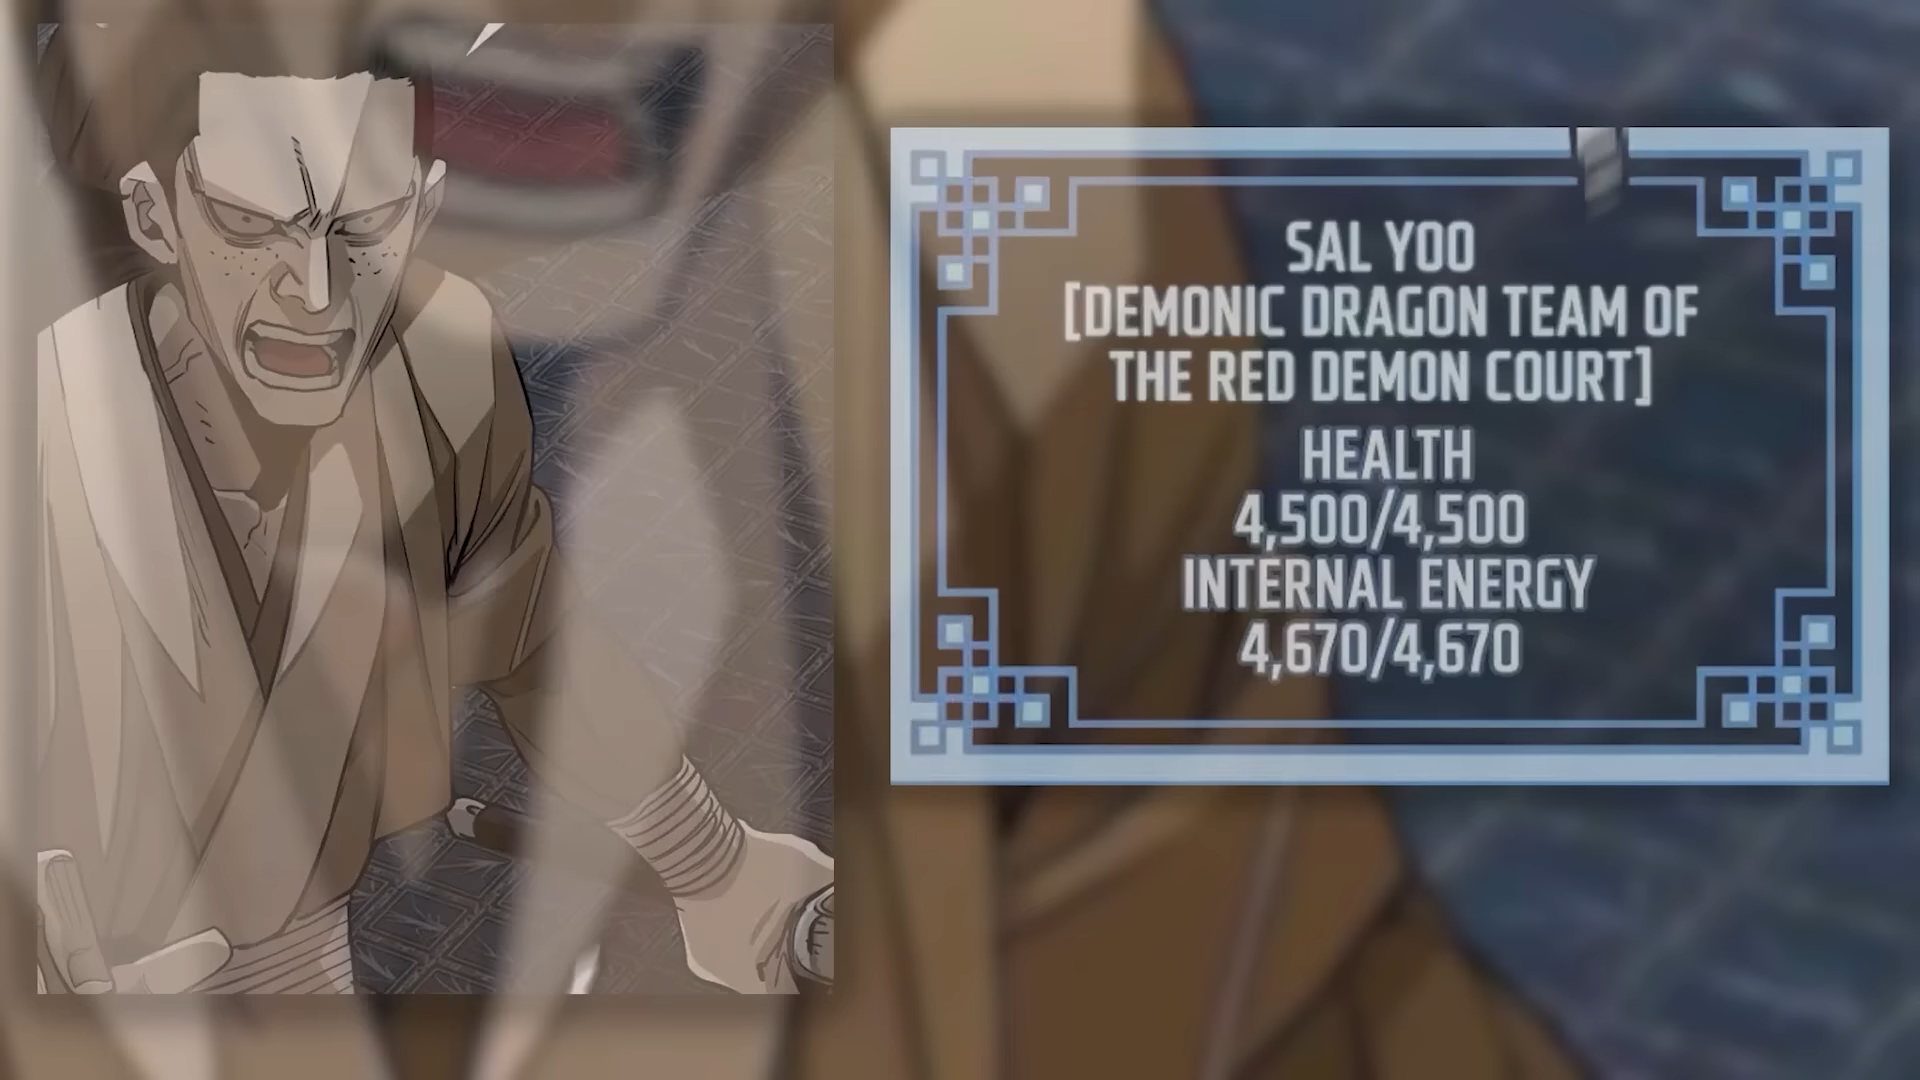 SAL YOO
[DEMONIC DRAGON TEAM OF
THE RED DEMON COURT]
HEALTH
4,500/4,500
INTERNAL ENERGY
4,670/4,670